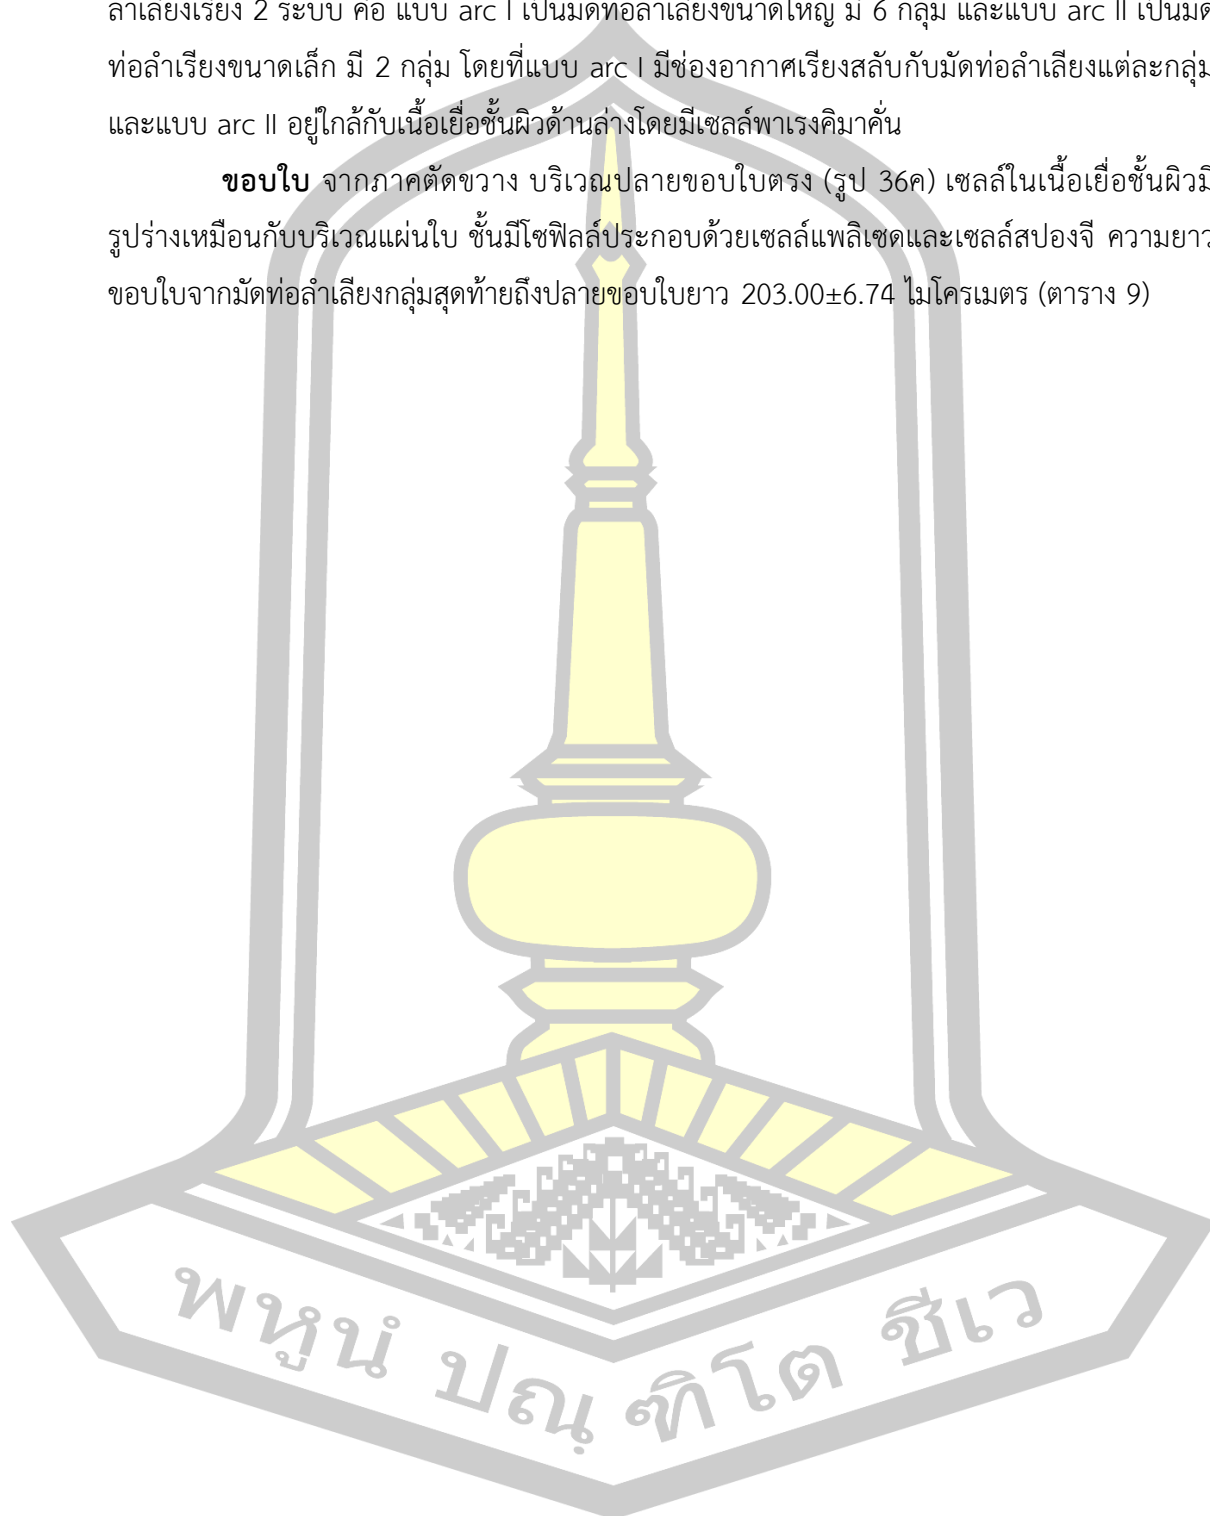 ลำเลียงเรียง 2 ระบบ คือ แบบ arc I เป็นมัดท่อลำเลียงขนาดใหญ่ มี 6 กลุ่ม และแบบ arc II เป็นมัด
ท่อลำเรียงขนาดเล็ก มี 2 กลุ่ม โดยที่แบบ arc I มีช่องอากาศเรียงสลับกับมัดท่อลำเลียงแต่ละกลุ่ม
และแบบ arc II อยู่ใกล้กับเนื้อเยื่อชั้นผิวด้านล่างโดยมีเซลล์พาเรงคิมาคั่น
ขอบใบ จากภาคตัดขวาง บริเวณปลายขอบใบตรง (รูป 36ค) เซลล์ในเนื้อเยื่อชั้นผิวมี
รูปร่างเหมือนกับบริเวณแผ่นใบ ชั้นมีโซฟิลล์ประกอบด้วยเซลล์แพลิเซดและเซลล์สปองจี ความยาว
ขอบใบจากมัดท่อลำเลียงกลุ่มสุดท้ายถึงปลายขอบใบยาว 203.00±6.74 ไมโครเมตร (ตาราง 9)
พหูนํ ปณฺฑิโต ชีเว